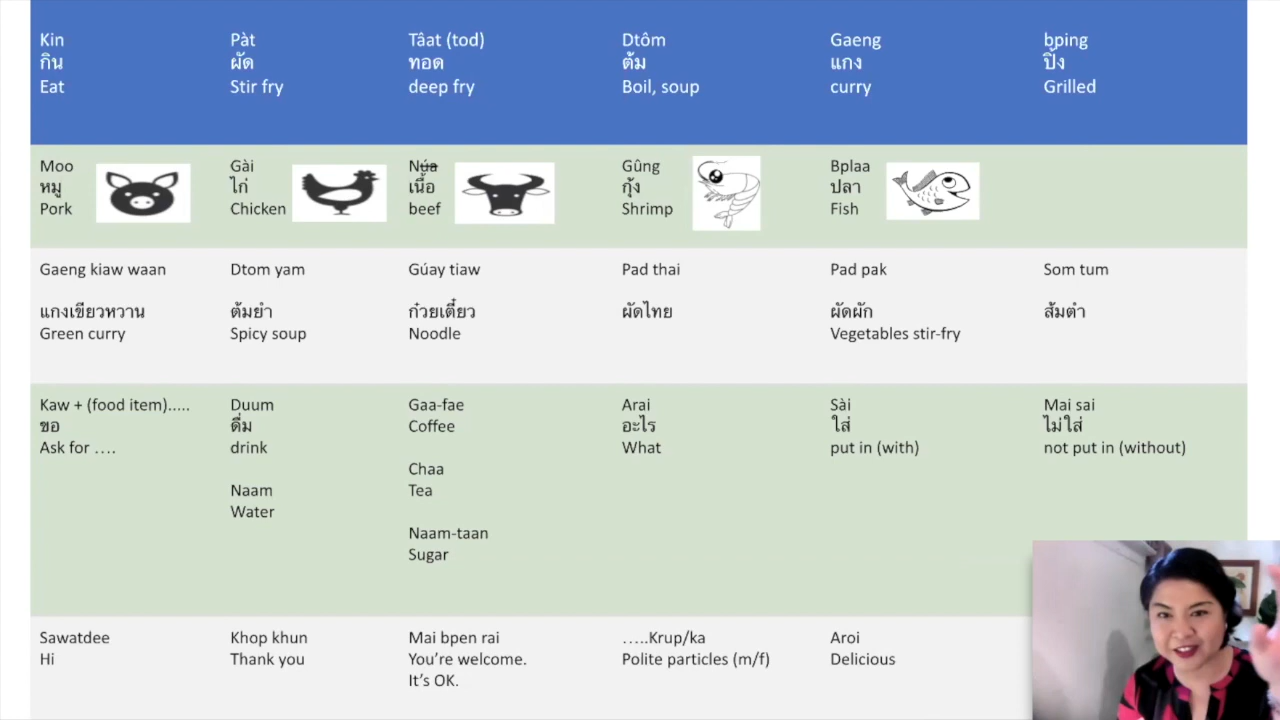 Kin
กิน
Eat
Pàt
ผัด
Stir fry
Tâat (tod)
ทอด
deep fry
Dtôm
ต้ม
Boil, soup
Gaeng
แกง
curry
bping
ปิ้ง
Grilled
Moo
หมู
Pork
Gài
ไก่
Chicken
Núa
เนื้อ
beef
Gûng
กุ้ง
Shrimp
Bplaa
ปลา
Fish
Gaeng kiaw waan
แกงเขียวหวาน
Green curry
Dtom yam
ต้มยำ
Spicy soup
Gúay tiaw
ก๋วยเตี๋ยว
Noodle
Pad thai
ผัดไทย
Pad pak
ผัดผัก
Vegetables stir-fry
Som tum
ส้มตำ
Kaw + (food item).....
ขอ
Ask for ....
Duum
ดื่ม
drink
Naam
Water
Gaa-fae
Coffee
Chaa
Tea
Naam-taan
Sugar
Arai
อะไร
What
Sài
ใส่
put in (with)
Mai sai
ไม่ใส่
not put in (without)
Sawatdee
Hi
Khop khun
Thank you
Mai bpen rai
You're welcome.
It's OK.
.....Krup/ka
Polite particles (m/f)
Aroi
Delicious